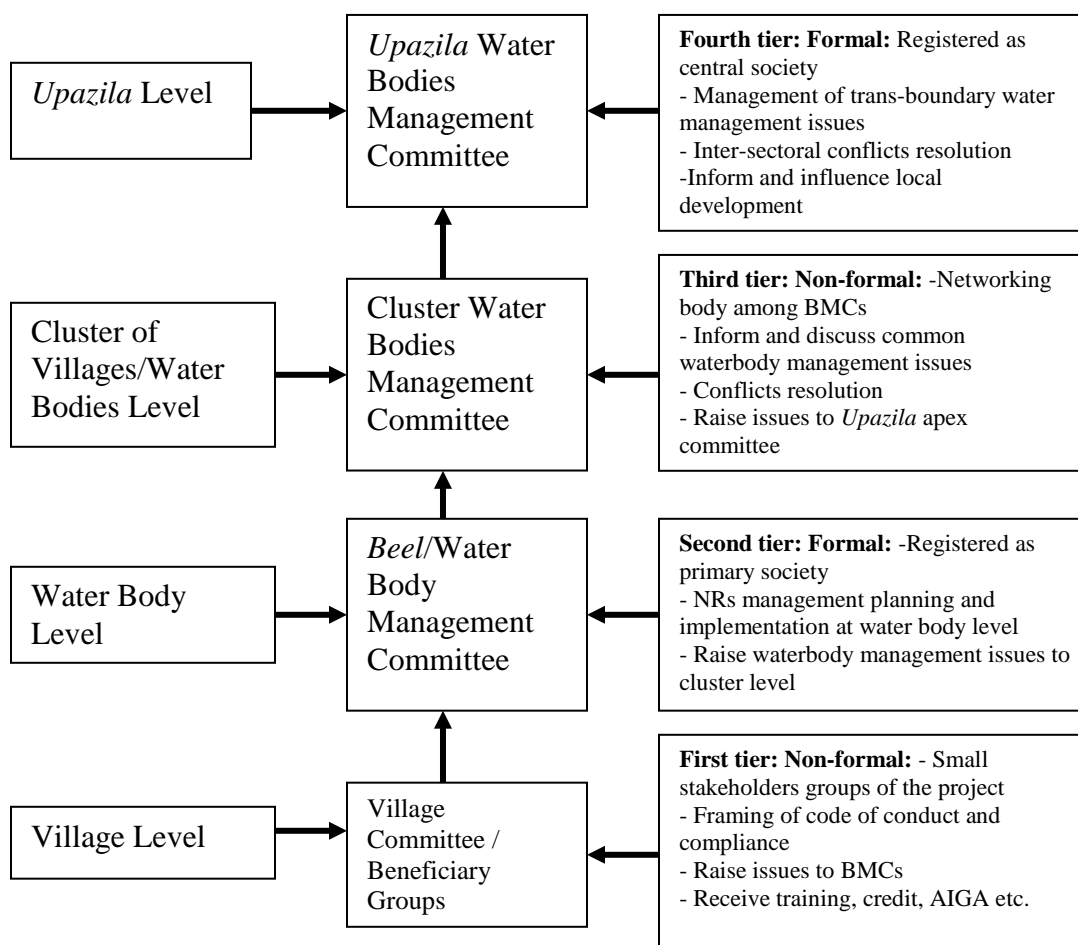 Upazila Level
Upazila Water
Bodies
Management
Committee
Fourth tier: Formal: Registered as
central society
- Management of trans-boundary water
management issues
- Inter-sectoral conflicts resolution
-Inform and influence local
development
Cluster of
Villages/Water
Bodies Level
Cluster Water
Bodies
Management
Committee
Third tier: Non-formal: -Networking
body among BMCs
- Inform and discuss common
waterbody management issues
- Conflicts resolution
- Raise issues to Upazila apex
committee
Water Body
Level
Beel/Water
Body
Management
Committee
Second tier: Formal: -Registered as
primary society
- NRs management planning and
implementation at water body level
- Raise waterbody management issues to
cluster level
Village Level
Village
Committee /
Beneficiary
Groups
First tier: Non-formal: - Small
stakeholders groups of the project
- Framing of code of conduct and
compliance
- Raise issues to BMCs
- Receive training, credit, AIGA etc.